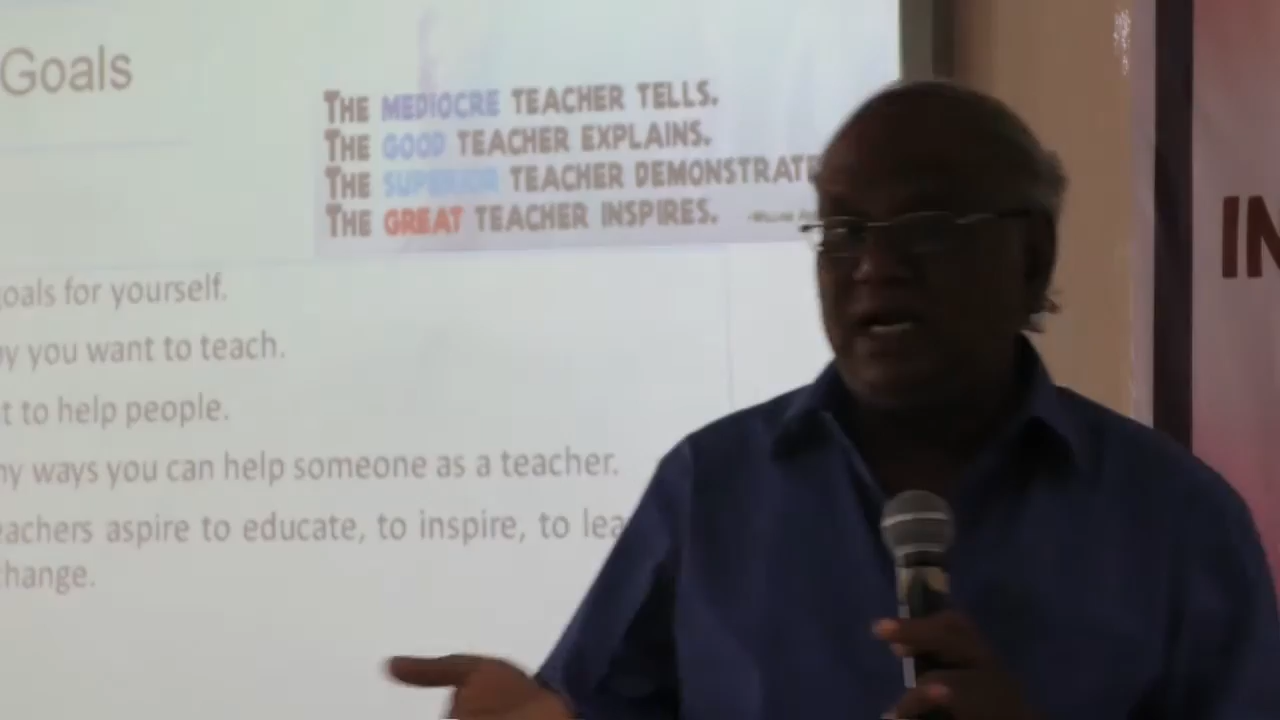 Goals
THE MEDIOCRE TEACHER TELLS.
THE GOOD TEACHER EXPLAINS.
THE SUPERIOR TEACHER DEMONSTRATE
THE GREAT TEACHER INSPIRES.
goals for yourself.
you want to teach.
to help people.
ways you can help someone as a teacher.
eachers aspire to educate, to inspire, to lea
change.
IN